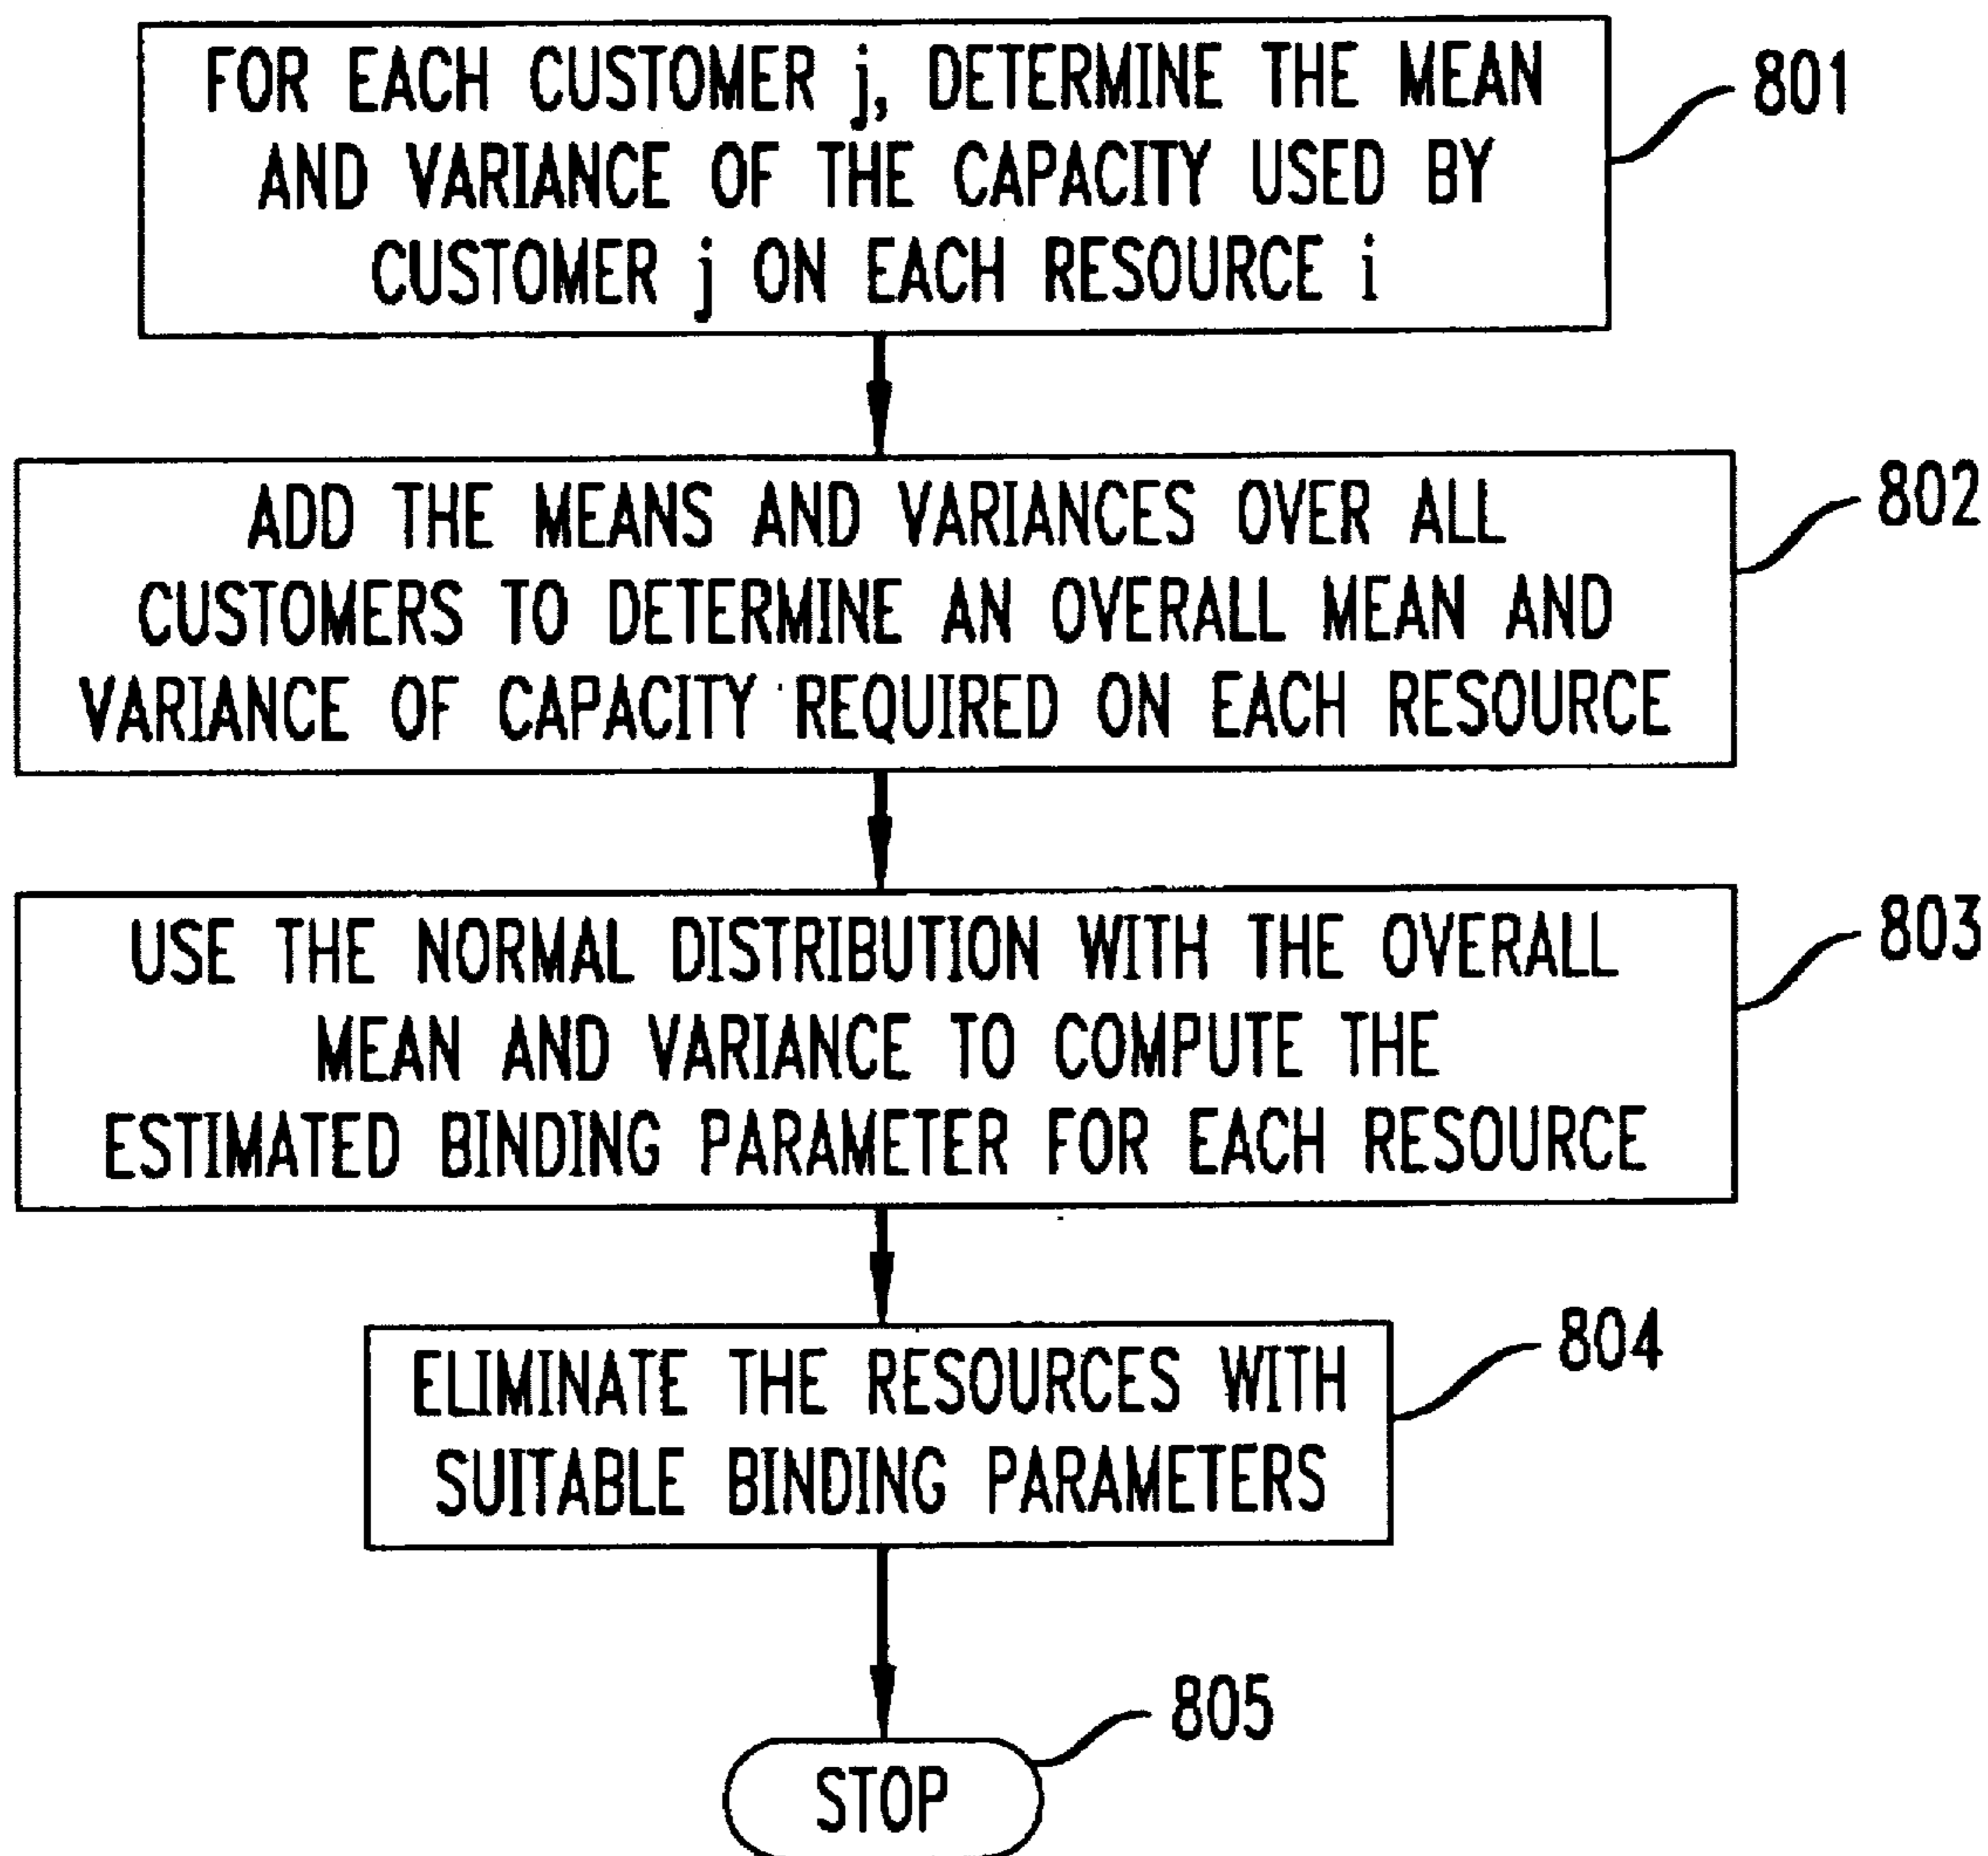 FOR EACH CUSTOMER j, DETERMINE THE MEAN
AND VARIANCE OF THE CAPACITY USED BY
CUSTOMER j ON EACH RESOURCE i
801
ADD THE MEANS AND VARIANCES OVER ALL
CUSTOMERS TO DETERMINE AN OVERALL MEAN AND
VARIANCE OF CAPACITY REQUIRED ON EACH RESOURCE
802
USE THE NORMAL DISTRIBUTION WITH THE OVERALL
MEAN AND VARIANCE TO COMPUTE THE
ESTIMATED BINDING PARAMETER FOR EACH RESOURCE
803
ELIMINATE THE RESOURCES WITH
SUITABLE BINDING PARAMETERS
804
STOP
805